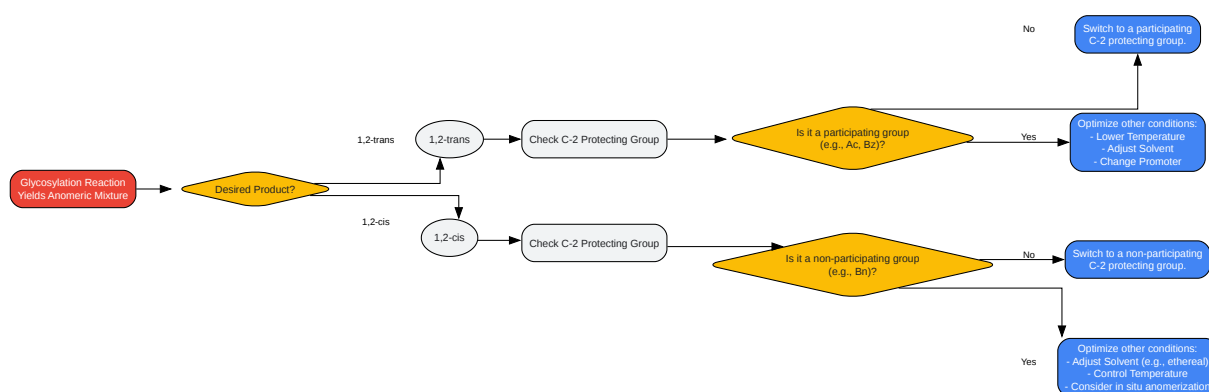 Glycosylation Reaction
Yields Anomeric Mixture
Desired Product?
1,2-trans
1,2-trans
Check C-2 Protecting Group
Is it a participating group
(e.g., Ac, Bz)?
No
Switch to a participating
C-2 protecting group.
Yes
Optimize other conditions:
- Lower Temperature
- Adjust Solvent
- Change Promoter
1,2-cis
1,2-cis
Check C-2 Protecting Group
Is it a non-participating group
(e.g., Bn)?
No
Switch to a non-participating
C-2 protecting group.
Yes
Optimize other conditions:
- Adjust Solvent (e.g., ethereal)
- Control Temperature
- Consider in situ anomerization